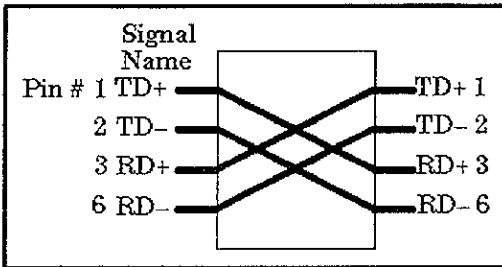 Signal
Name
Pin # 1 TD+ TD+ 1
2 TD- TD- 2
3 RD+ RD+ 3
6 RD- RD- 6